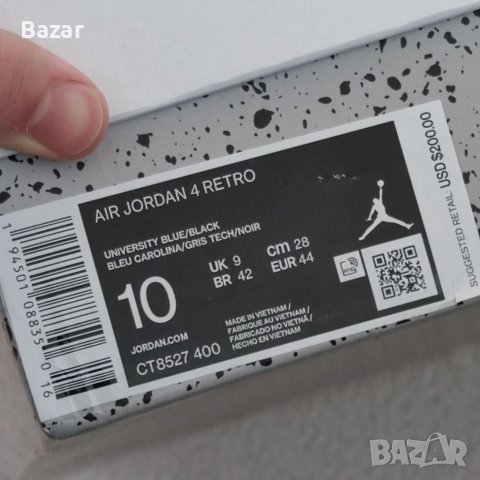 Bazar
AIR JORDAN 4 RETRO
UNIVERSITY BLUE/BLACK
BLEU CAROLINA/GRIS TECH/NOIR
10
UK 9
BR 42
cm 28
EUR 44
JORDAN.COM
CT8527 400
MADE IN VIETNAM/
FABRIQUE AU VIETNAM/
FABRICADO NO VIETNÃ/
HECHO EN VIETNAM
SUGGESTED RETAIL: USD $200.00
1 94501 08835 0 16
BAZAR